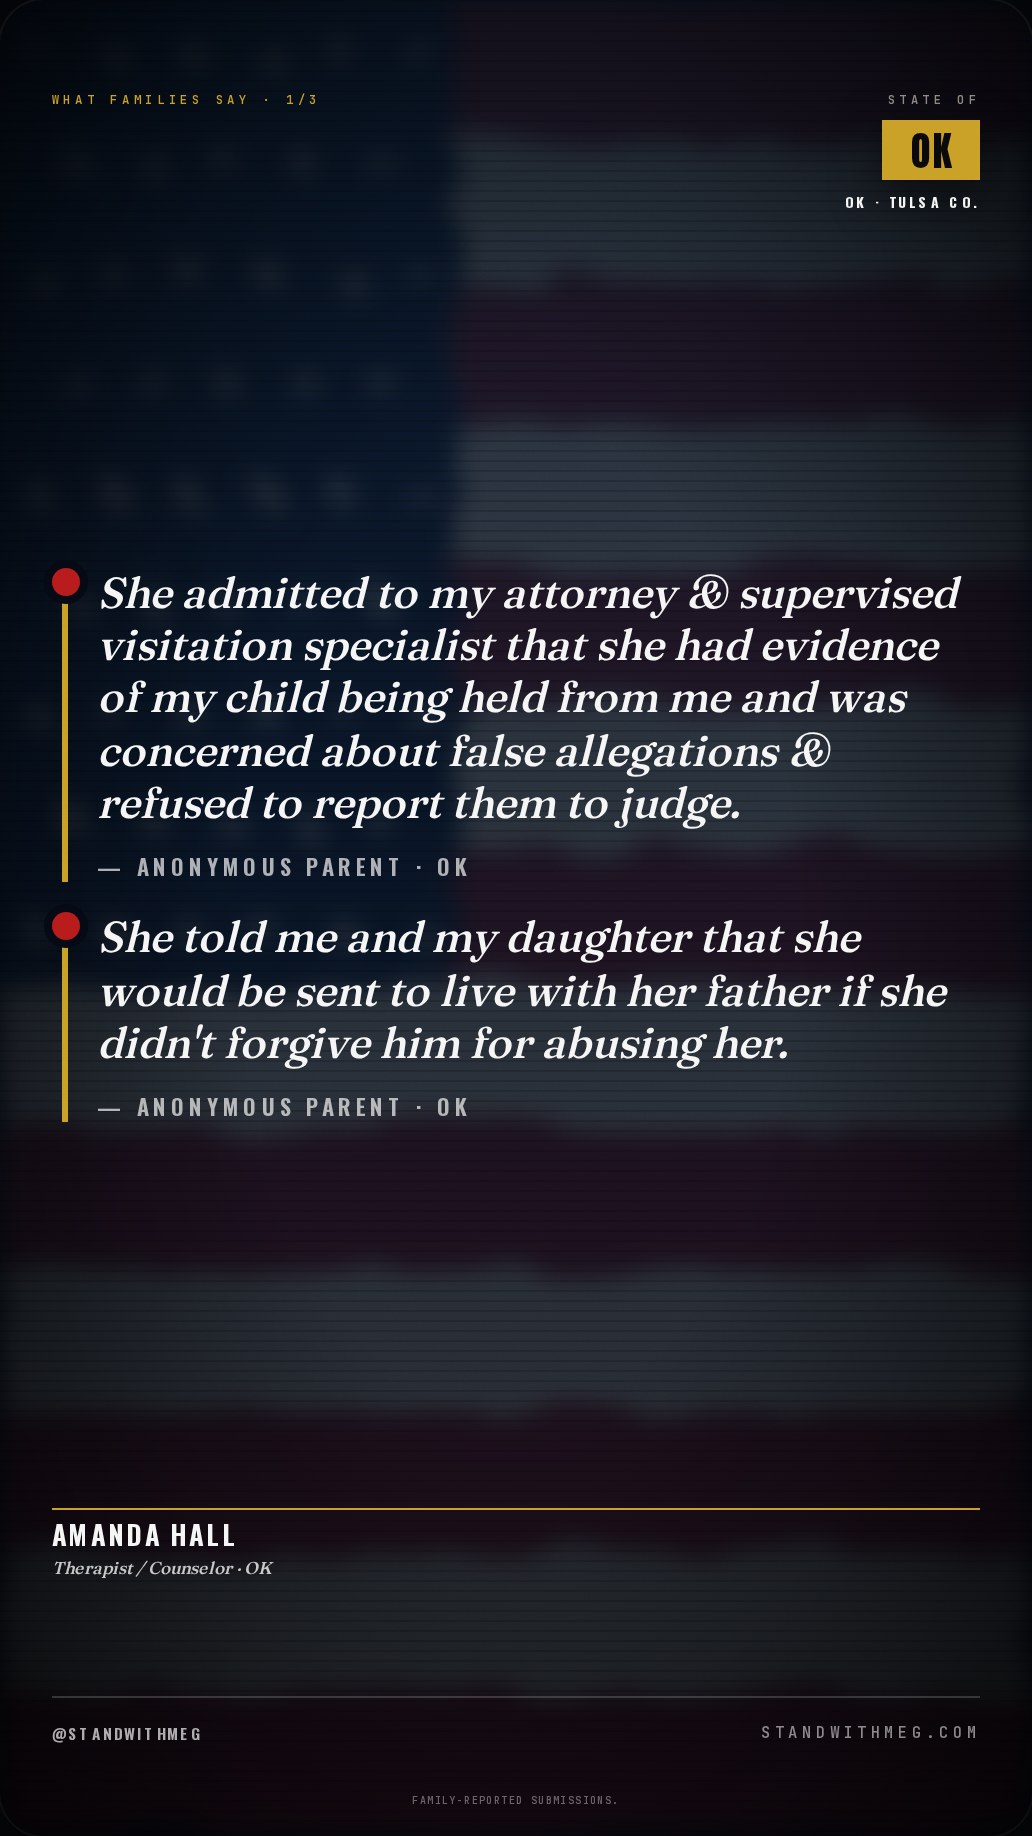 WHAT FAMILIES SAY · 1/3
STATE OF
OK
OK · TULSA CO.
She admitted to my attorney & supervised
visitation specialist that she had evidence
of my child being held from me and was
concerned about false allegations &
refused to report them to judge.
— ANONYMOUS PARENT · OK
She told me and my daughter that she
would be sent to live with her father if she
didn't forgive him for abusing her.
— ANONYMOUS PARENT · OK
AMANDA HALL
Therapist / Counselor · OK
@STANDWITHMEG
STANDWITHMEG.COM
FAMILY-REPORTED SUBMISSIONS.